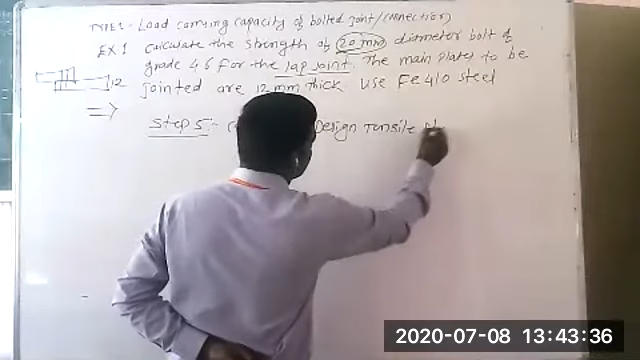 TYPE1- Load carrying capacity of bolted joint/connection)
EX.1 Calculate the strength of 20 mm diameter bolt of
grade 4.6 for the lap joint. The main plates to be
12 jointed are 12 mm thick use Fe 410 steel
Step 5:- Design Tensile
2020-07-08 13:43:36